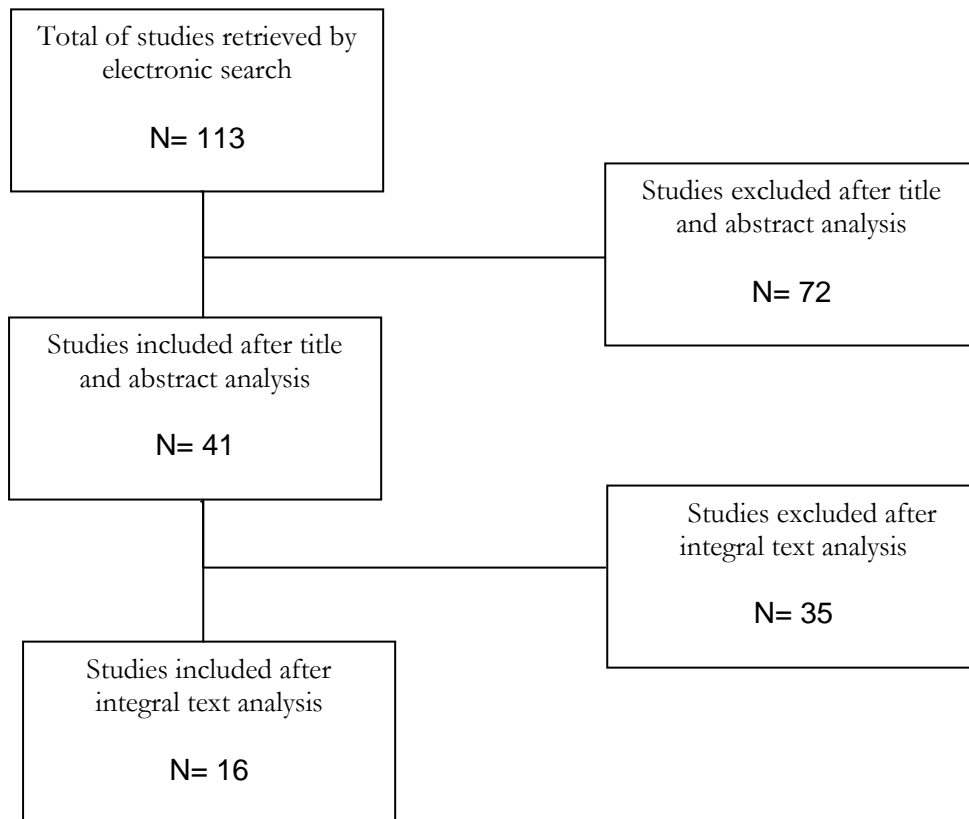 Total of studies retrieved by
electronic search
N= 113
Studies excluded after title
and abstract analysis
N= 72
Studies included after title
and abstract analysis
N= 41
Studies excluded after
integral text analysis
N= 35
Studies included after
integral text analysis
N= 16